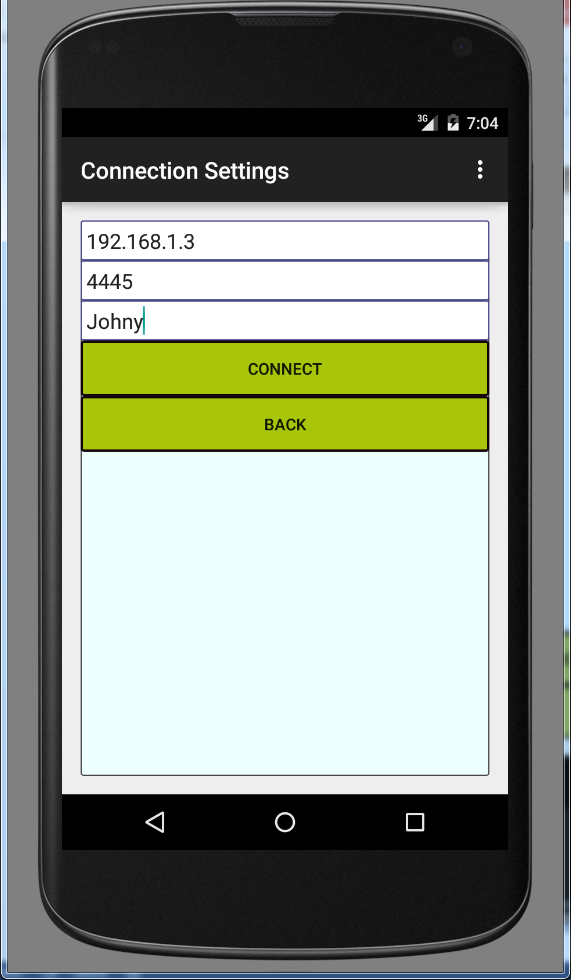 3G 7:04
Connection Settings
192.168.1.3
4445
Johny
CONNECT
BACK